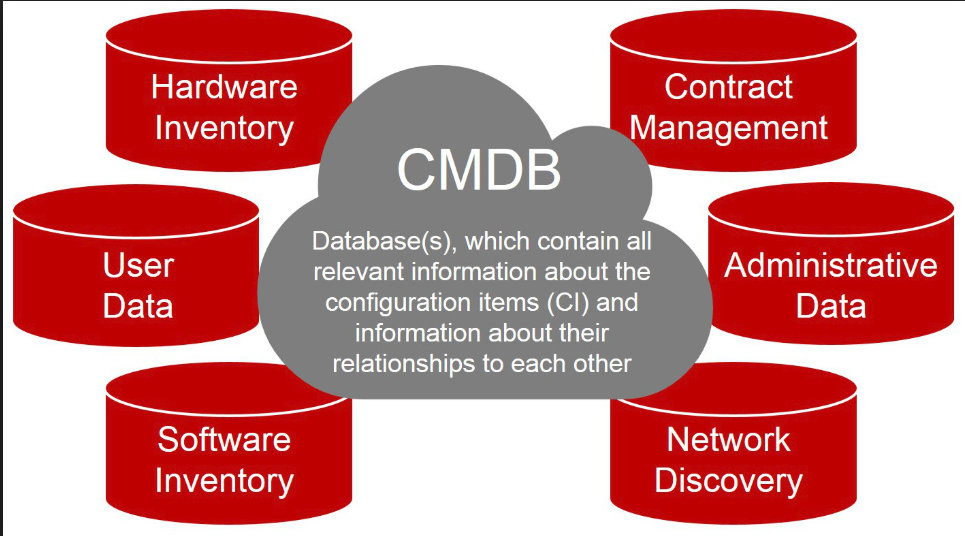 Hardware
Inventory
Contract
Management
CMDB
Database(s), which contain all
relevant information about the
configuration items (CI) and
information about their
relationships to each other
User
Data
Administrative
Data
Software
Inventory
Network
Discovery